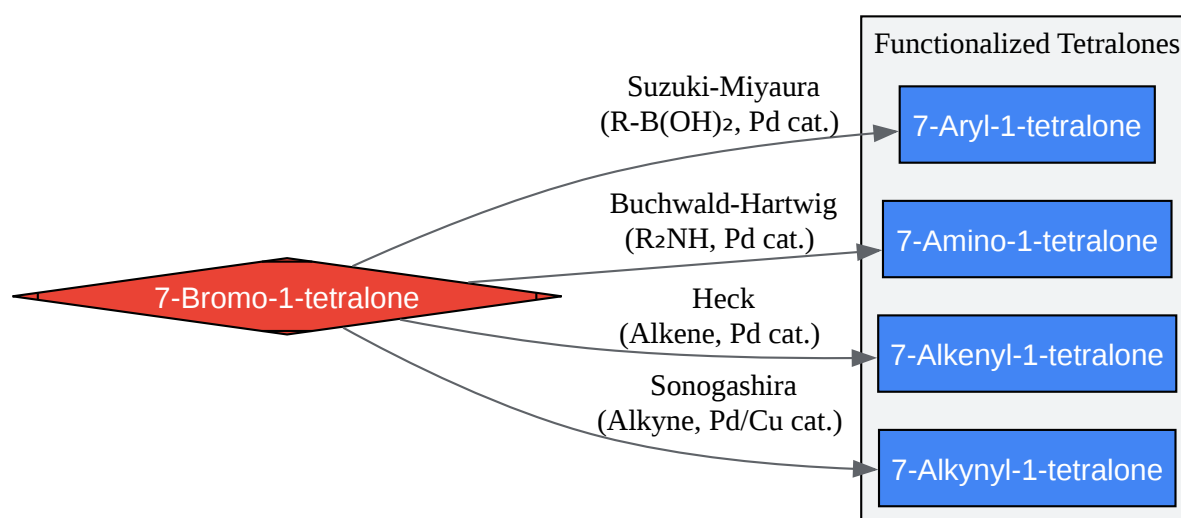 Functionalized Tetralones
Suzuki-Miyaura
(R-B(OH)₂, Pd cat.)
7-Aryl-1-tetralone
Buchwald-Hartwig
(R₂NH, Pd cat.)
7-Amino-1-tetralone
7-Bromo-1-tetralone
Heck
(Alkene, Pd cat.)
7-Alkenyl-1-tetralone
Sonogashira
(Alkyne, Pd/Cu cat.)
7-Alkynyl-1-tetralone